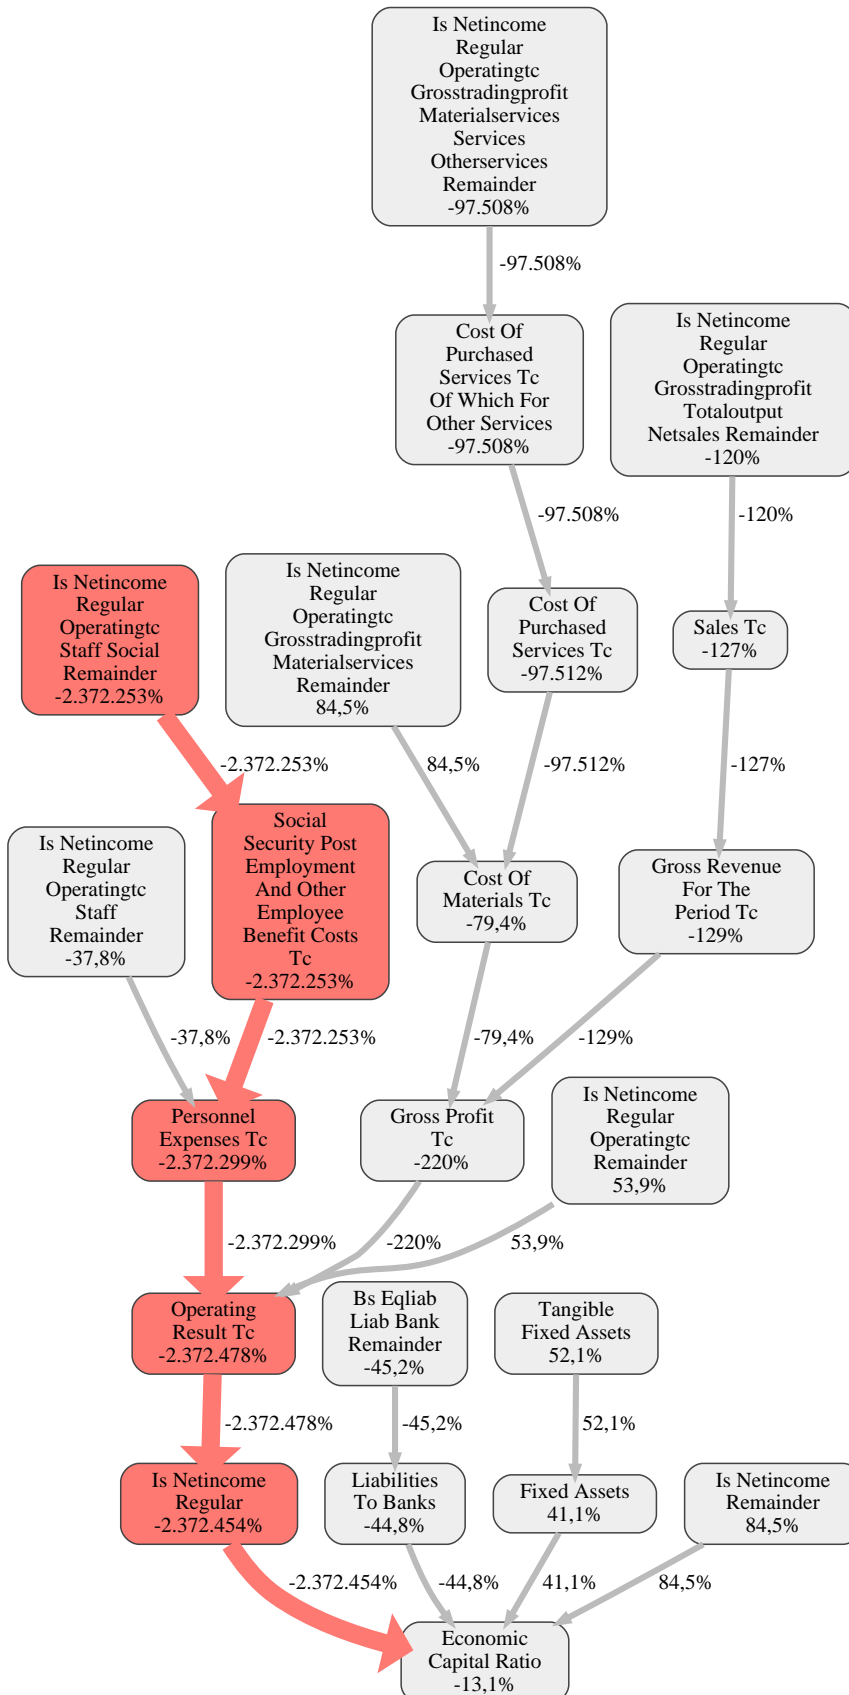 Is Netincome
Regular
Operatingtc
Grosstradingprofit
Materialservices
Services
Otherservices
Remainder
-97.508%
-97.508%
Cost Of
Purchased
Services Tc
Of Which For
Other Services
-97.508%
Is Netincome
Regular
Operatingtc
Grosstradingprofit
Totaloutput
Netsales Remainder
-120%
-97.508%
-120%
Is Netincome
Regular
Operatingtc
Staff Social
Remainder
-2.372.253%
Is Netincome
Regular
Operatingtc
Grosstradingprofit
Materialservices
Remainder
84,5%
Cost Of
Purchased
Services Tc
-97.512%
Sales Tc
-127%
-2.372.253%
84,5%
-97.512%
-127%
Is Netincome
Regular
Operatingtc
Staff
Remainder
-37,8%
Social
Security Post
Employment
And Other
Employee
Benefit Costs
Tc
-2.372.253%
Cost Of
Materials Tc
-79,4%
Gross Revenue
For The
Period Tc
-129%
-37,8%
-2.372.253%
-79,4%
-129%
Personnel
Expenses Tc
-2.372.299%
Gross Profit
Tc
-220%
Is Netincome
Regular
Operatingtc
Remainder
53,9%
-2.372.299%
-220%
53,9%
Operating
Result Tc
-2.372.478%
Bs Eqliab
Liab Bank
Remainder
-45,2%
Tangible
Fixed Assets
52,1%
-2.372.478%
-45,2%
52,1%
Is Netincome
Regular
-2.372.454%
Liabilities
To Banks
-44,8%
Fixed Assets
41,1%
Is Netincome
Remainder
84,5%
-2.372.454%
-44,8%
41,1%
84,5%
Economic
Capital Ratio
-13,1%